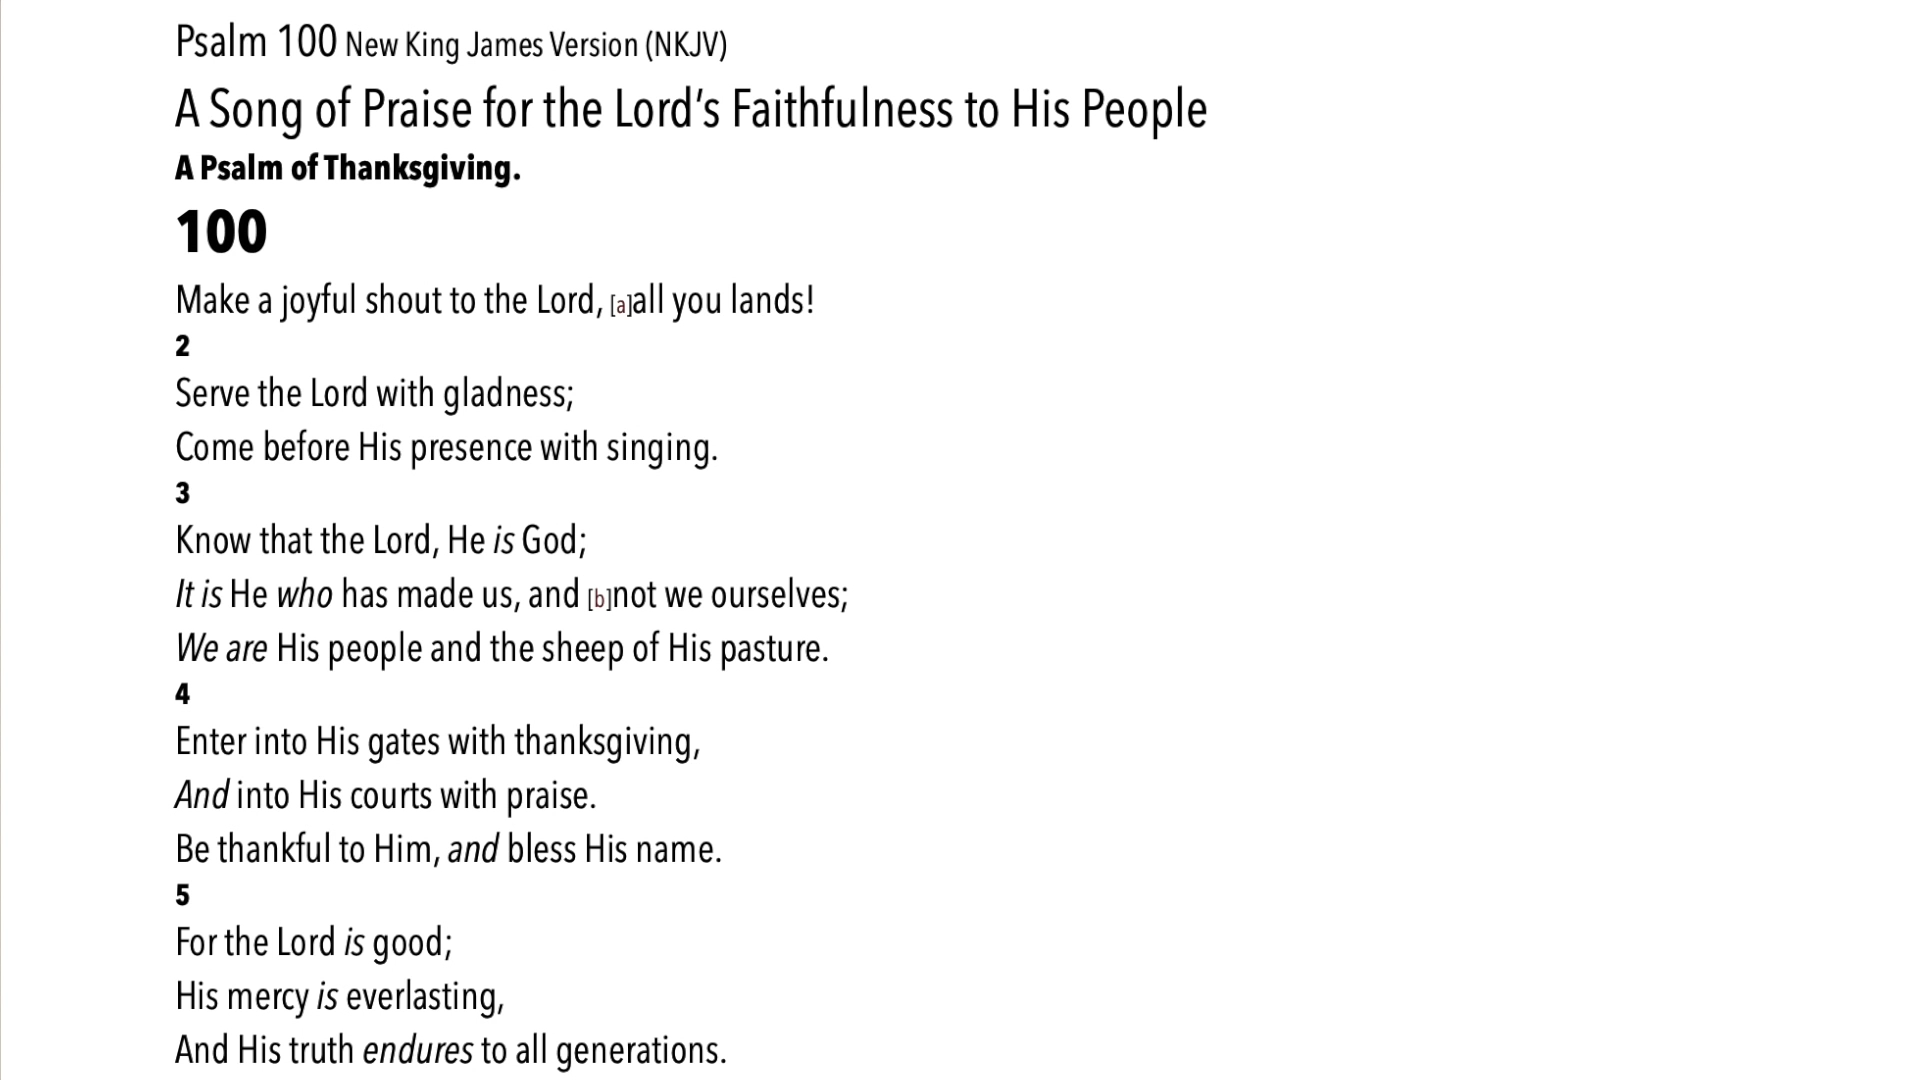 Psalm 100 New King James Version (NKJV)
A Song of Praise for the Lord’s Faithfulness to His People
A Psalm of Thanksgiving.
100
Make a joyful shout to the Lord, [a]all you lands!
2
Serve the Lord with gladness;
Come before His presence with singing.
3
Know that the Lord, He is God;
It is He who has made us, and [b]not we ourselves;
We are His people and the sheep of His pasture.
4
Enter into His gates with thanksgiving,
And into His courts with praise.
Be thankful to Him, and bless His name.
5
For the Lord is good;
His mercy is everlasting,
And His truth endures to all generations.